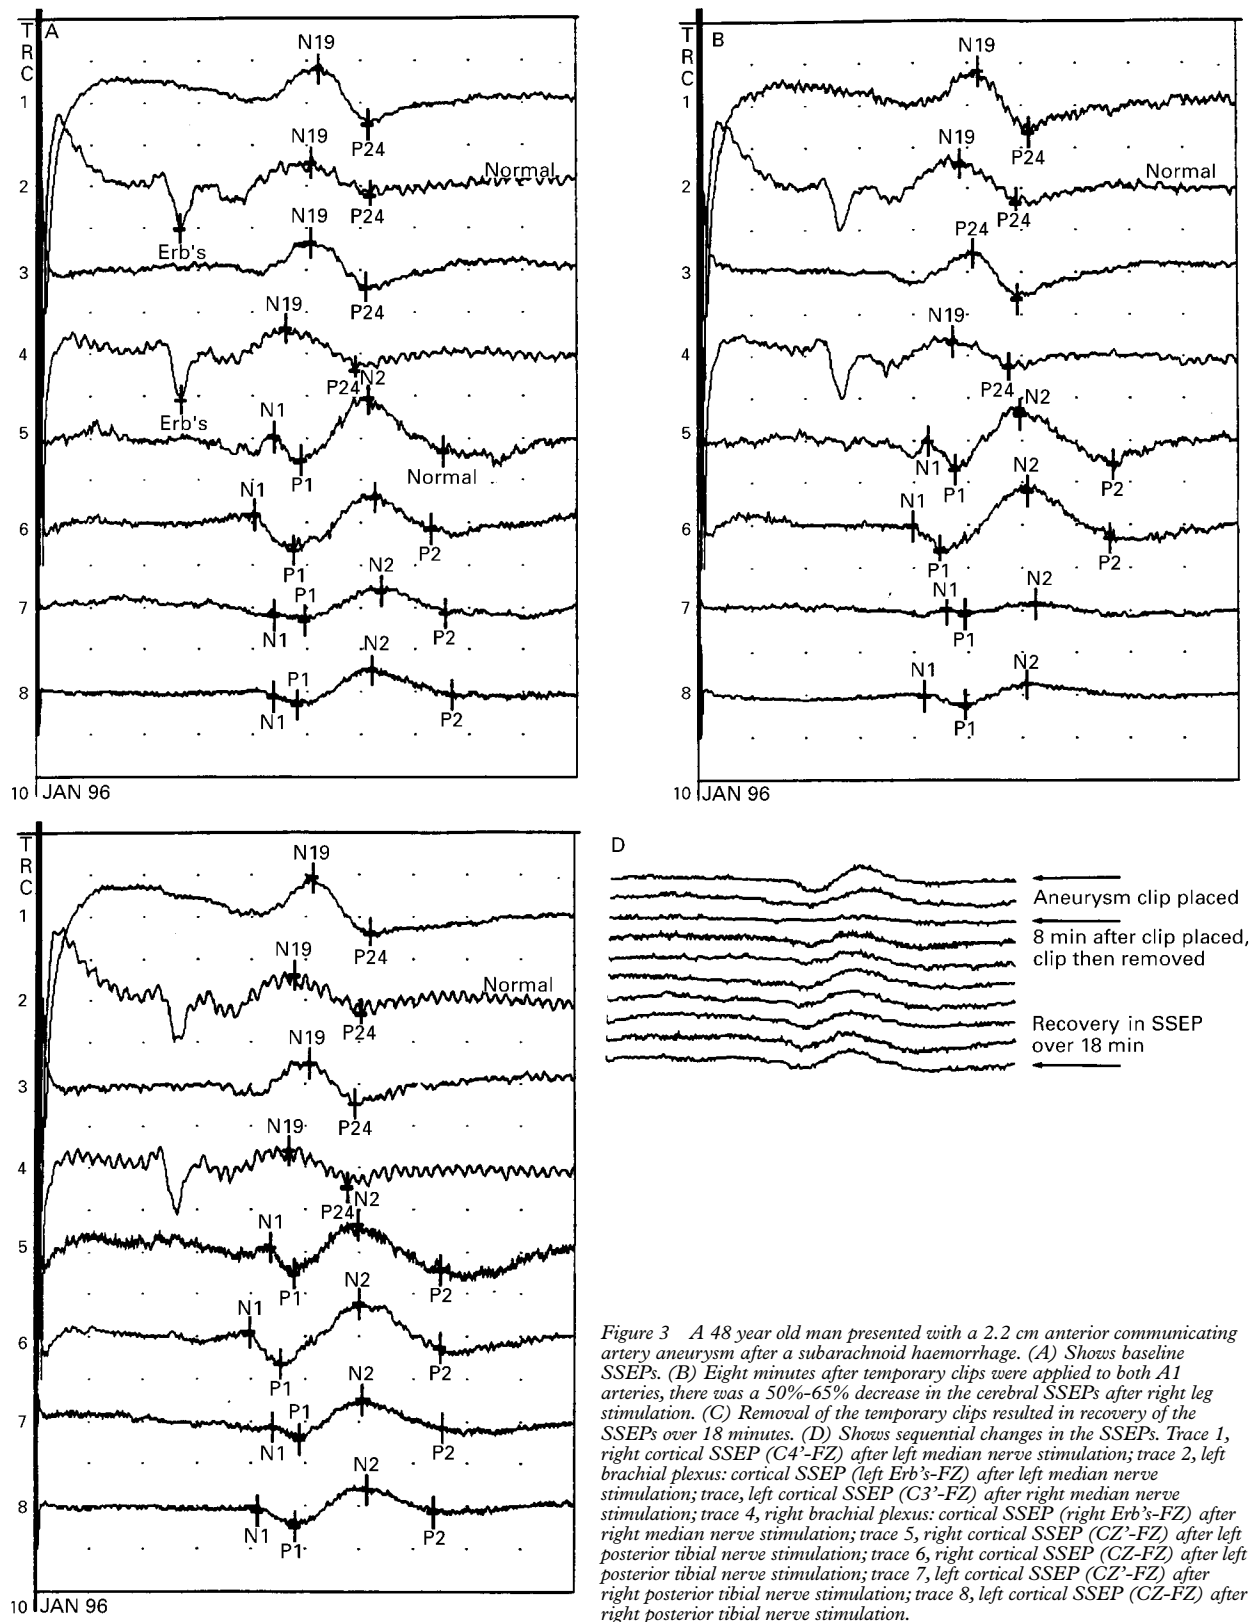 T
R
C
A
N19
1
P24
N19
Normal
2
P24
Erb's
N19
3
P24
N19
4
P24
N2
Erb's
N1
5
P1
Normal
N1
6
P2
P1
N2
P1
7
N1
P2
N2
P1
8
N1
P2
10 JAN 96
T
R
C
B
N19
1
P24
N19
Normal
2
P24
P24
3
N19
4
P24
N2
5
N1
P1
P2
N2
N1
6
P1
P2
N2
N1
7
P1
N2
N1
8
P1
10 JAN 96
T
R
C
N19
1
P24
N19
Normal
2
P24
N19
3
P24
N19
4
P24
N2
N1
5
P1
P2
N2
N1
6
P1
P2
N2
P1
7
N1
P2
N2
8
N1
P1
P2
10 JAN 96
D
Aneurysm clip placed
8 min after clip placed,
clip then removed
Recovery in SSEP
over 18 min
Figure 3 A 48 year old man presented with a 2.2 cm anterior communicating
artery aneurysm after a subarachnoid haemorrhage. (A) Shows baseline
SSEPs. (B) Eight minutes after temporary clips were applied to both A1
arteries, there was a 50%-65% decrease in the cerebral SSEPs after right leg
stimulation. (C) Removal of the temporary clips resulted in recovery of the
SSEPs over 18 minutes. (D) Shows sequential changes in the SSEPs. Trace 1,
right cortical SSEP (C4'-FZ) after left median nerve stimulation; trace 2, left
brachial plexus: cortical SSEP (left Erb's-FZ) after left median nerve
stimulation; trace, left cortical SSEP (C3'-FZ) after right median nerve
stimulation; trace 4, right brachial plexus: cortical SSEP (right Erb's-FZ) after
right median nerve stimulation; trace 5, right cortical SSEP (CZ'-FZ) after left
posterior tibial nerve stimulation; trace 6, right cortical SSEP (CZ-FZ) after left
posterior tibial nerve stimulation; trace 7, left cortical SSEP (CZ'-FZ) after
right posterior tibial nerve stimulation; trace 8, left cortical SSEP (CZ-FZ) after
right posterior tibial nerve stimulation.